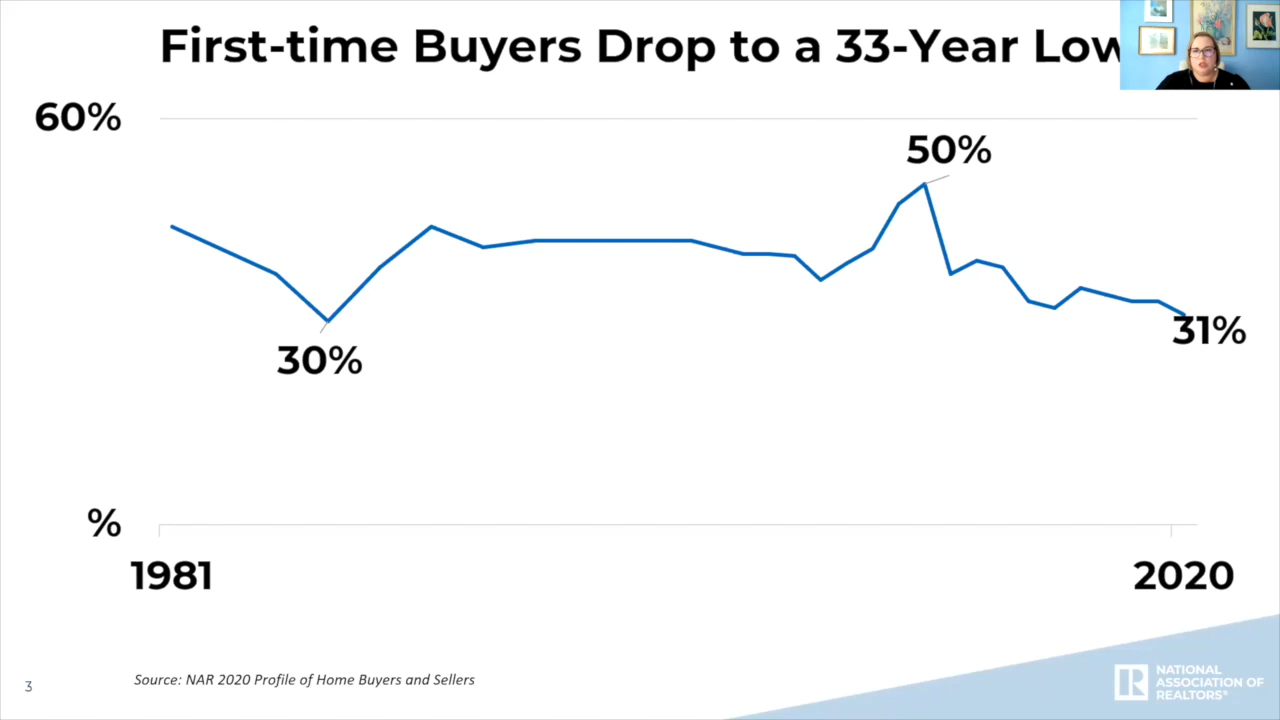 First-time Buyers Drop to a 33-Year Low
60%
50%
30%
31%
%
1981
2020
3
Source: NAR 2020 Profile of Home Buyers and Sellers
NATIONAL
ASSOCIATION OF
REALTORS®